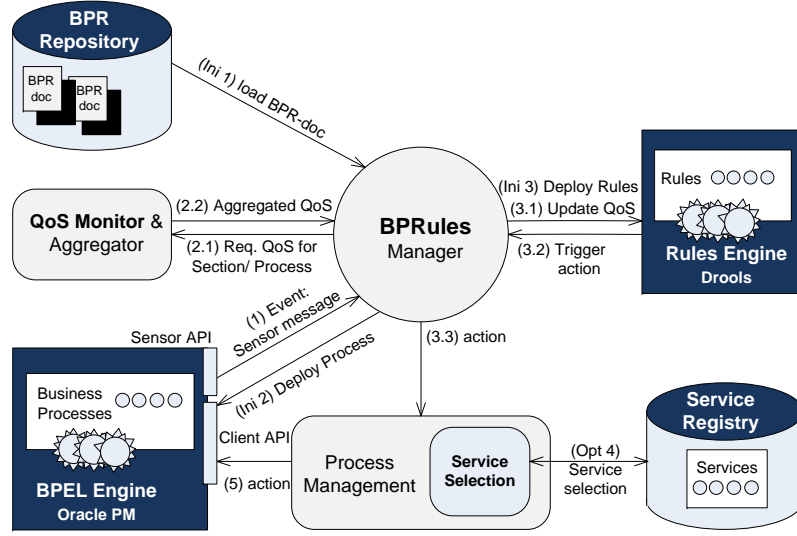 BPR
Repository
BPR
doc
BPR
doc
(Ini 1) load BPR-doc
QoS Monitor &
Aggregator
(2.2) Aggregated QoS
(2.1) Req. QoS for
Section/ Process
BPRules
Manager
(Ini 3) Deploy Rules
(3.1) Update QoS
(3.2) Trigger
action
Rules
Rules Engine
Drools
(1) Event:
Sensor message
(Ini 2) Deploy Process
(3.3) action
Sensor API
Business
Processes
BPEL Engine
Oracle PM
Client API
(5) action
Process
Management
Service
Selection
(Opt 4)
Service
selection
Service
Registry
Services